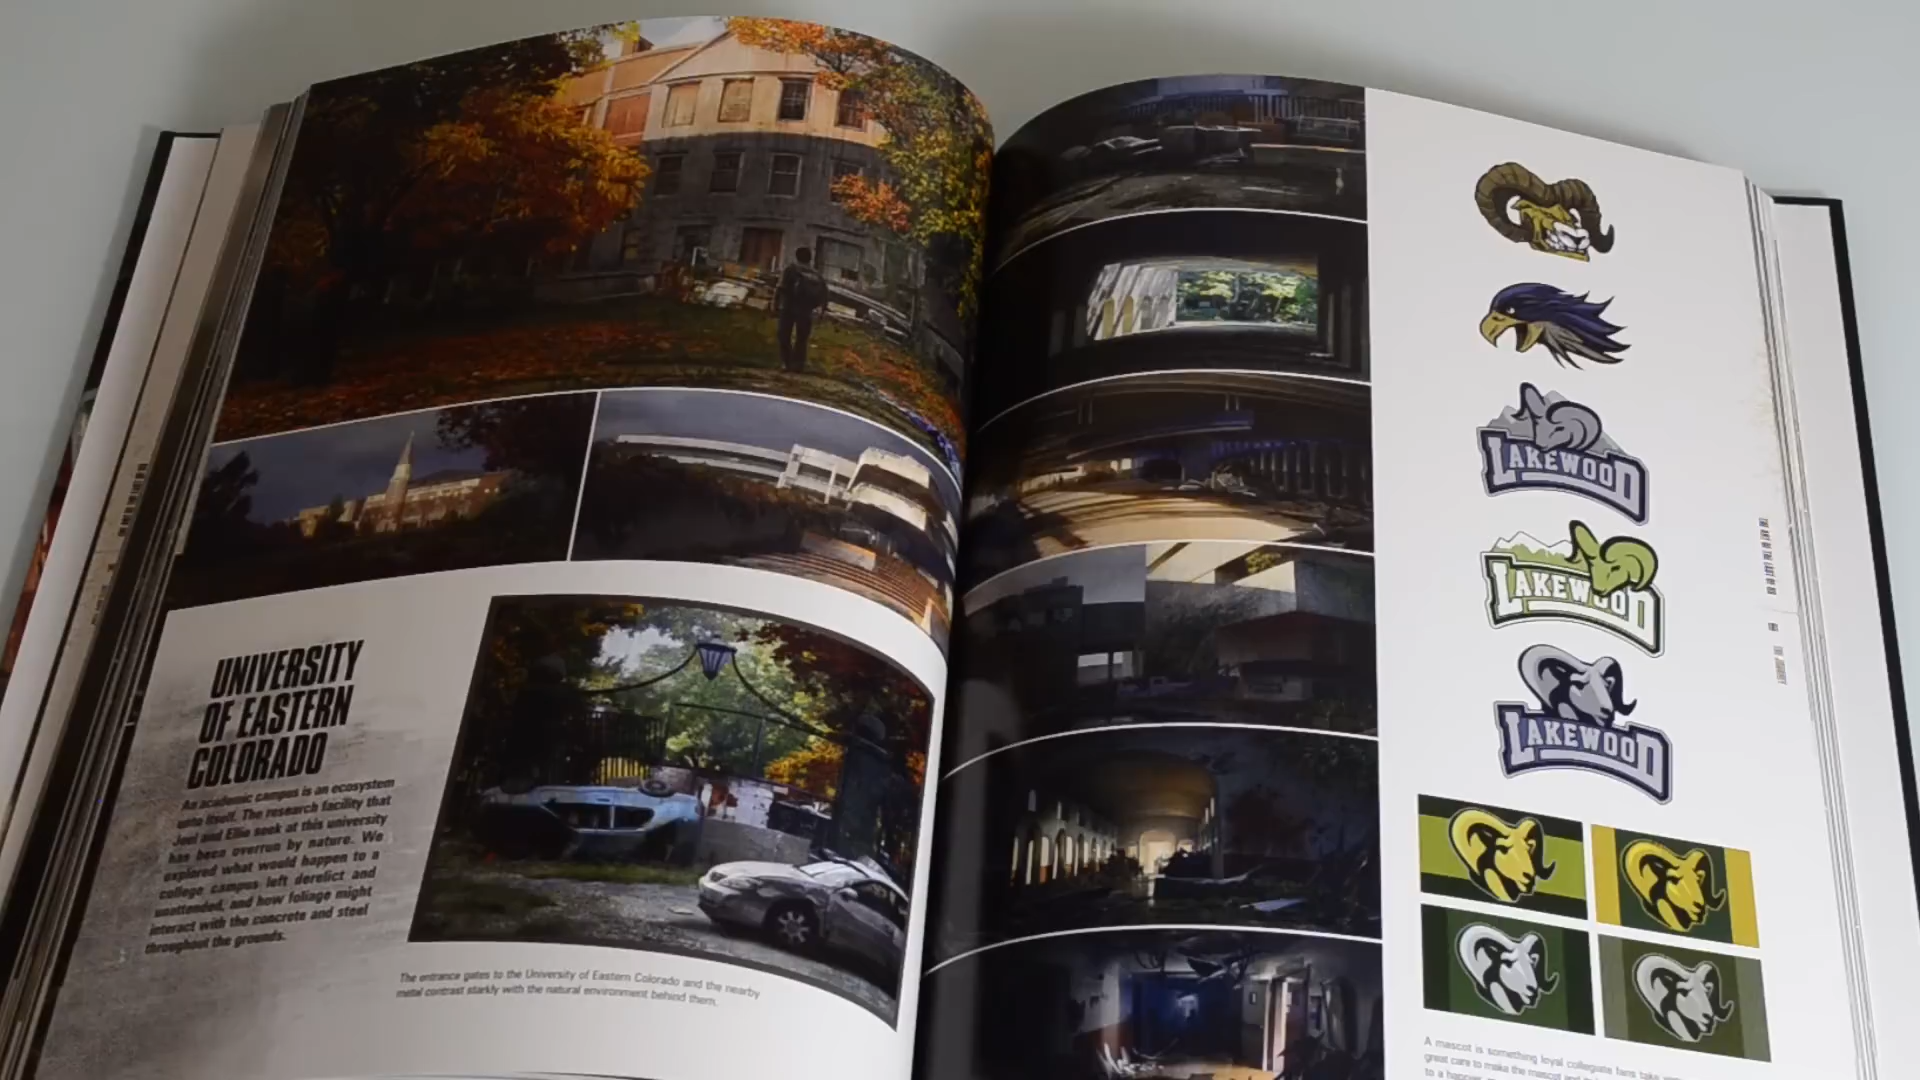 UNIVERSITY
OF EASTERN
COLORADO
An academic campus is an ecosystem
unto itself. The research facility that
Joel and Ellie seek at this university
has been overrun by nature. We
explored what would happen to a
college campus left derelict and
unattended, and how foliage might
interact with the concrete and steel
throughout the grounds.
The entrance gates to the University of Eastern Colorado and the nearby
metal contrast starkly with the natural environment behind them.
LAKEWOOD
LAKEWOOD
LAKEWOOD
A mascot is something loyal collegiate fans take
great care to make the mascot and
to a happier